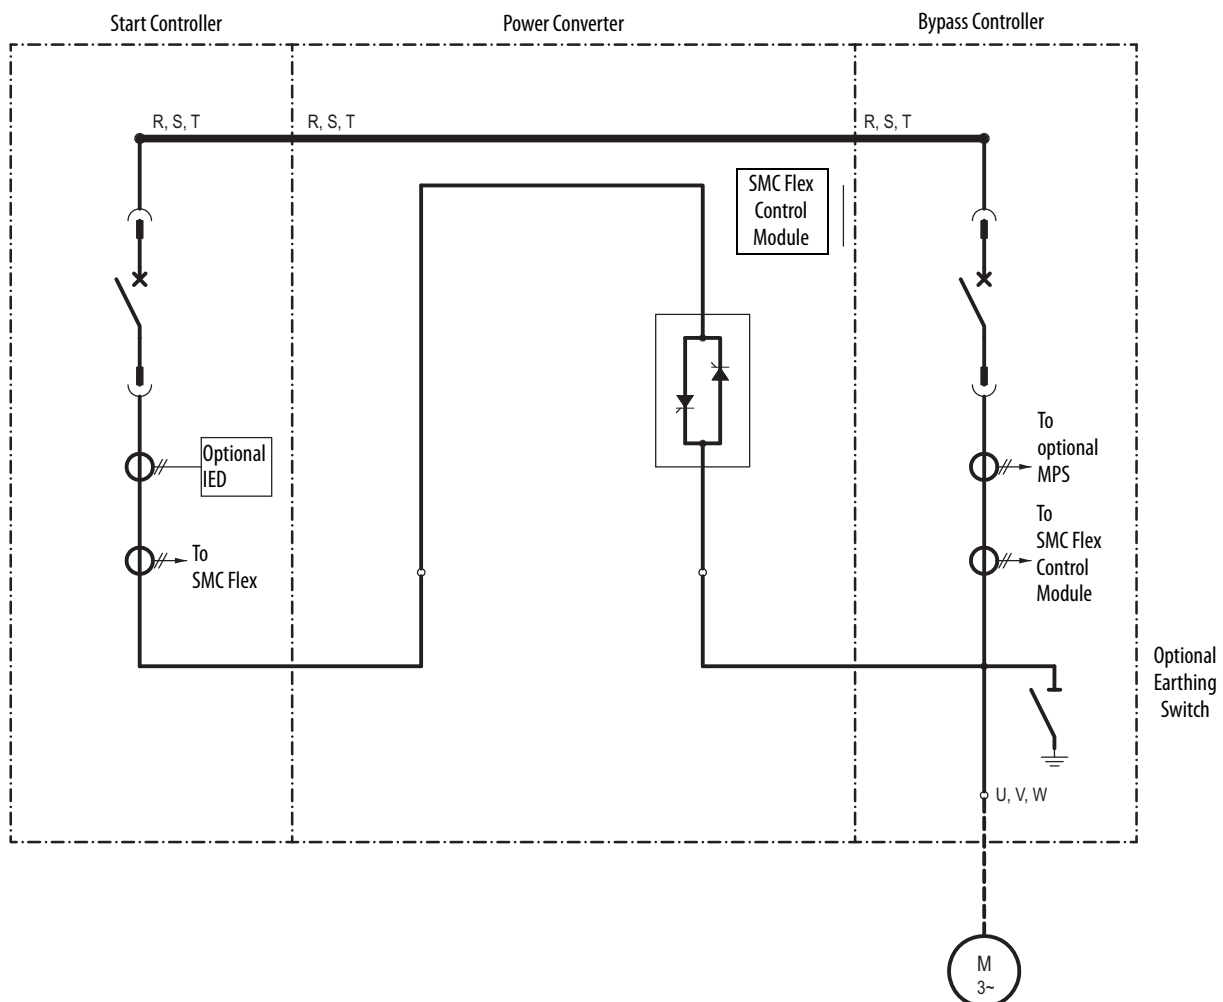 Start Controller
Power Converter
Bypass Controller
R, S, T
R, S, T
R, S, T
SMC Flex
Control
Module
Optional
IED
To
SMC Flex
To
optional
MPS
To
SMC Flex
Control
Module
Optional
Earthing
Switch
U, V, W
M
3~